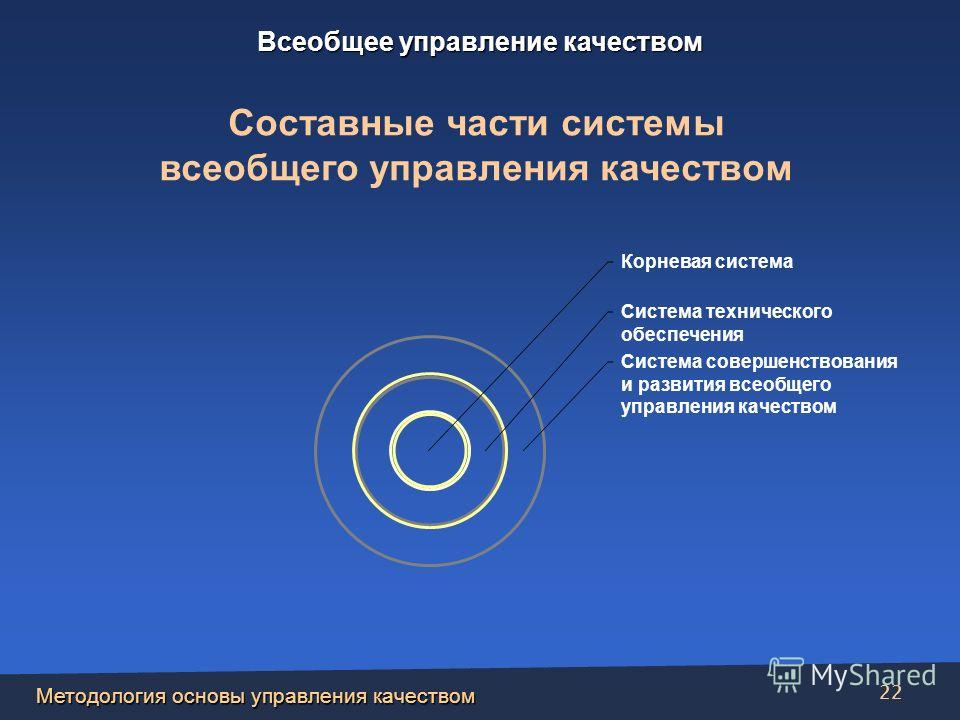 Всеобщее управление качеством
Составные части системы
всеобщего управления качеством
Корневая система
Система технического
обеспечения
Система совершенствования
и развития всеобщего
управления качеством
Методология основы управления качеством
MyShared
22